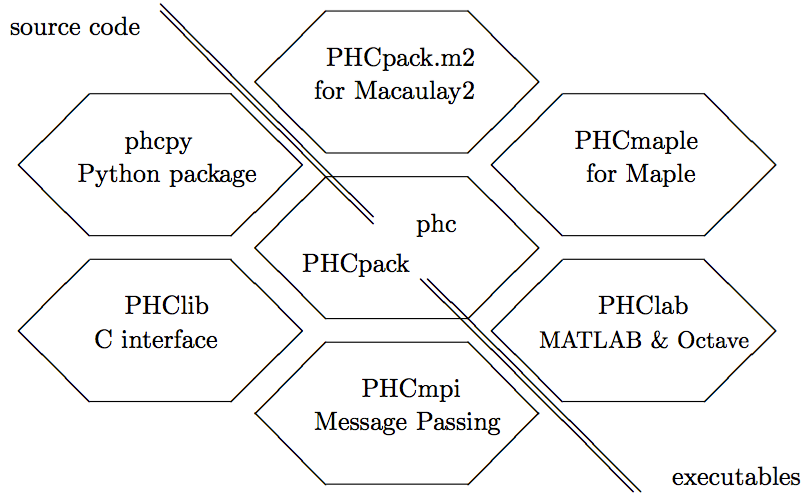 source code
PHCpack.m2
for Macaulay2
phcpy
Python package
PHCmaple
for Maple
phc
PHCpack
PHClib
C interface
PHClab
MATLAB & Octave
PHCmpi
Message Passing
executables